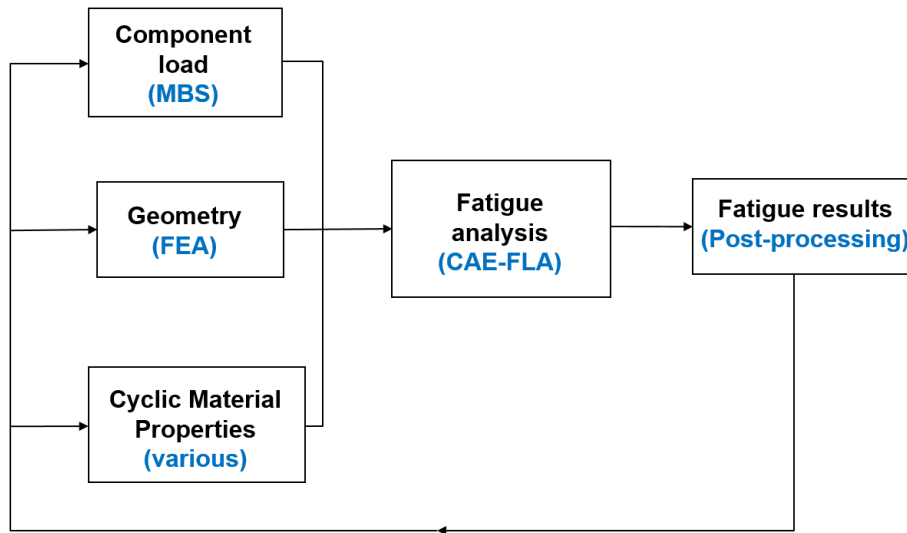 Component
load
(MBS)
Geometry
(FEA)
Cyclic Material
Properties
(various)
Fatigue
analysis
(CAE-FLA)
Fatigue results
(Post-processing)